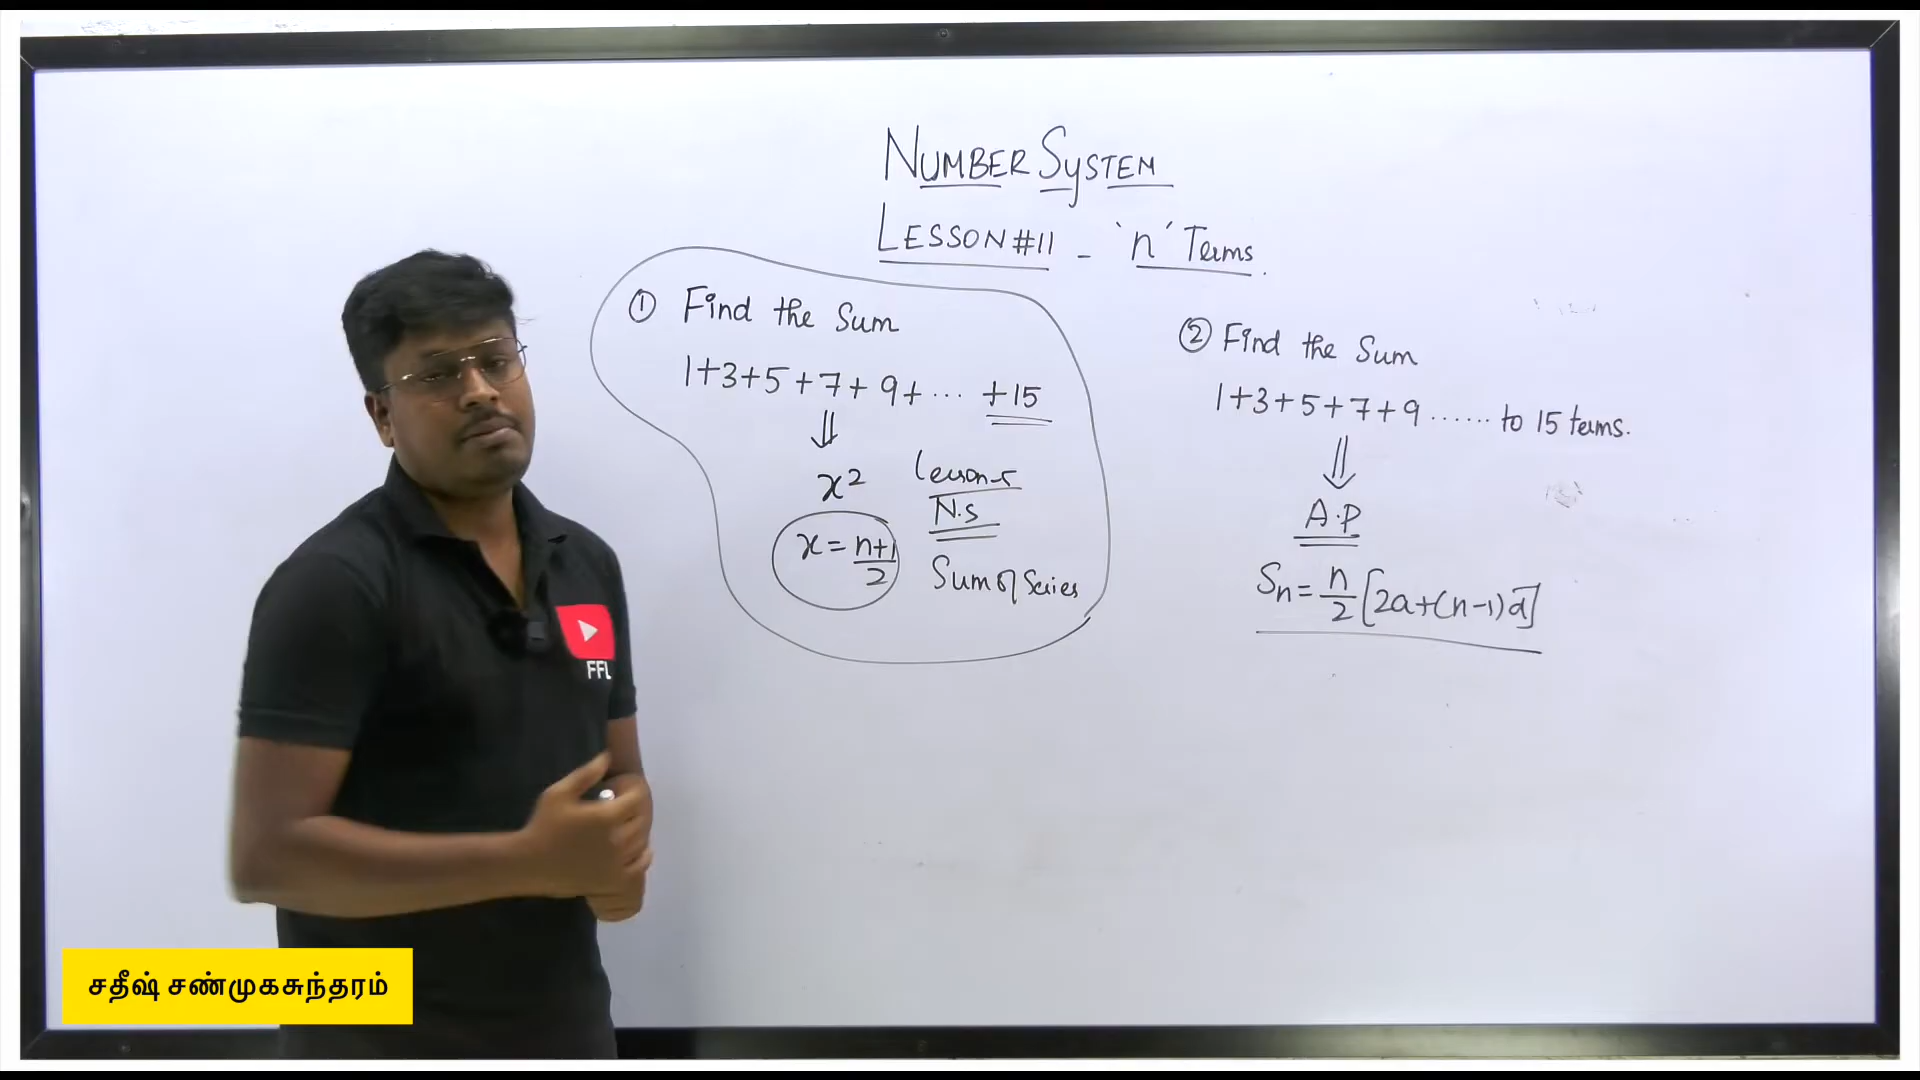 NUMBER SYSTEM
LESSON #11 - 'n' Terms.
① Find the Sum
1+3+5+7+9+... +15
⇓
x²
x = n+1/2
lesson-5
N.S
Sum of Series
② Find the Sum
1+3+5+7+9...... to 15 terms.
⇓
A.P
Sn = n/2 [2a+(n-1)d]
FFL
சதீஷ் சண்முகசுந்தரம்